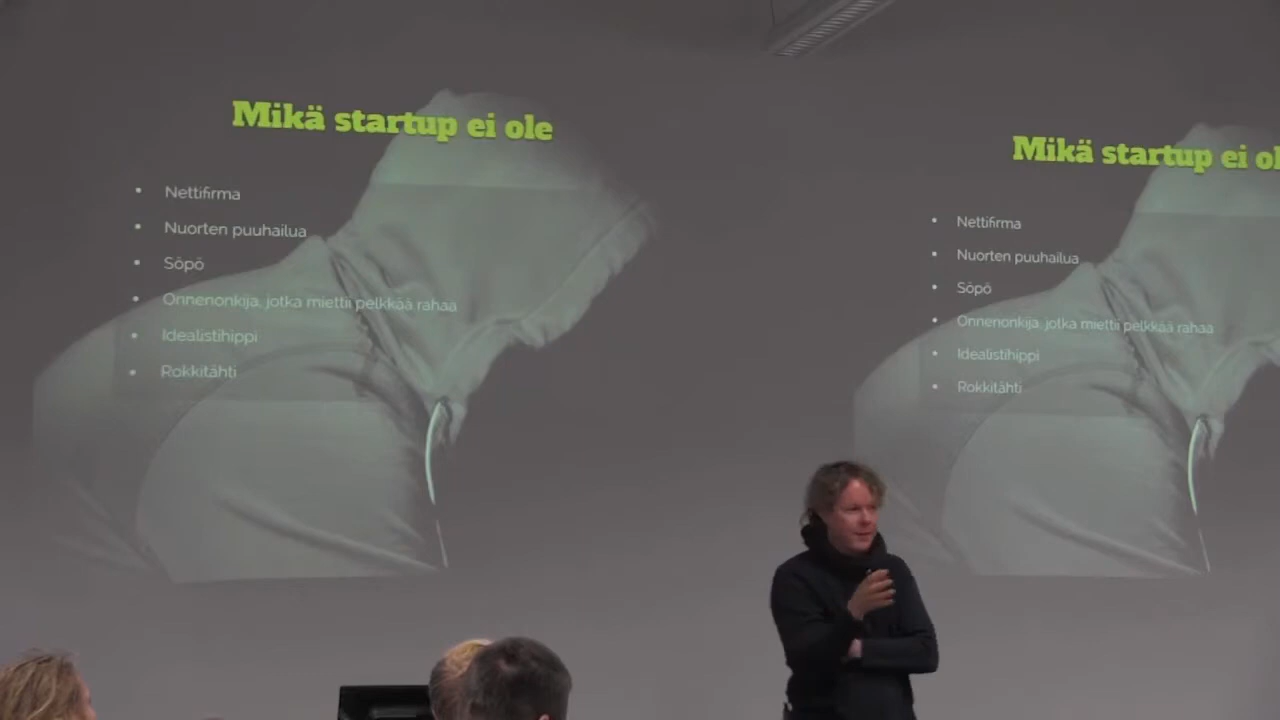 Mikä startup ei ole
Nettifirma
Nuorten puuhailua
Söpö
Onnenonkija, jotka miettii pelkkää rahaa
Idealistihippi
Rokkitähti
Mikä startup ei ol
Nettifirma
Nuorten puuhailua
Söpö
Onnenonkija, jotka miettii pelkkää rahaa
Idealistihippi
Rokkitähti